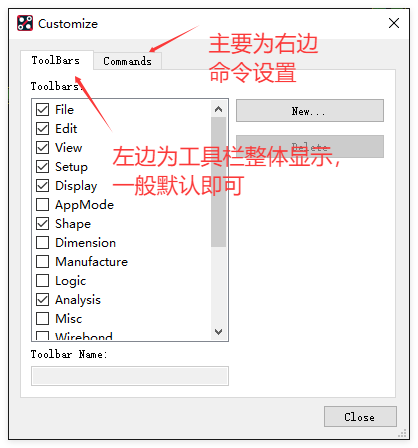 Customize
ToolBars
Commands
主要为右边
命令设置
Toolbars:
File
Edit
View
Setup
Display
AppMode
Shape
Dimension
Manufacture
Logic
Analysis
Misc
Wirebond
New...
Delete
左边为工具栏整体显示，
一般默认即可
Toolbar Name:
Close